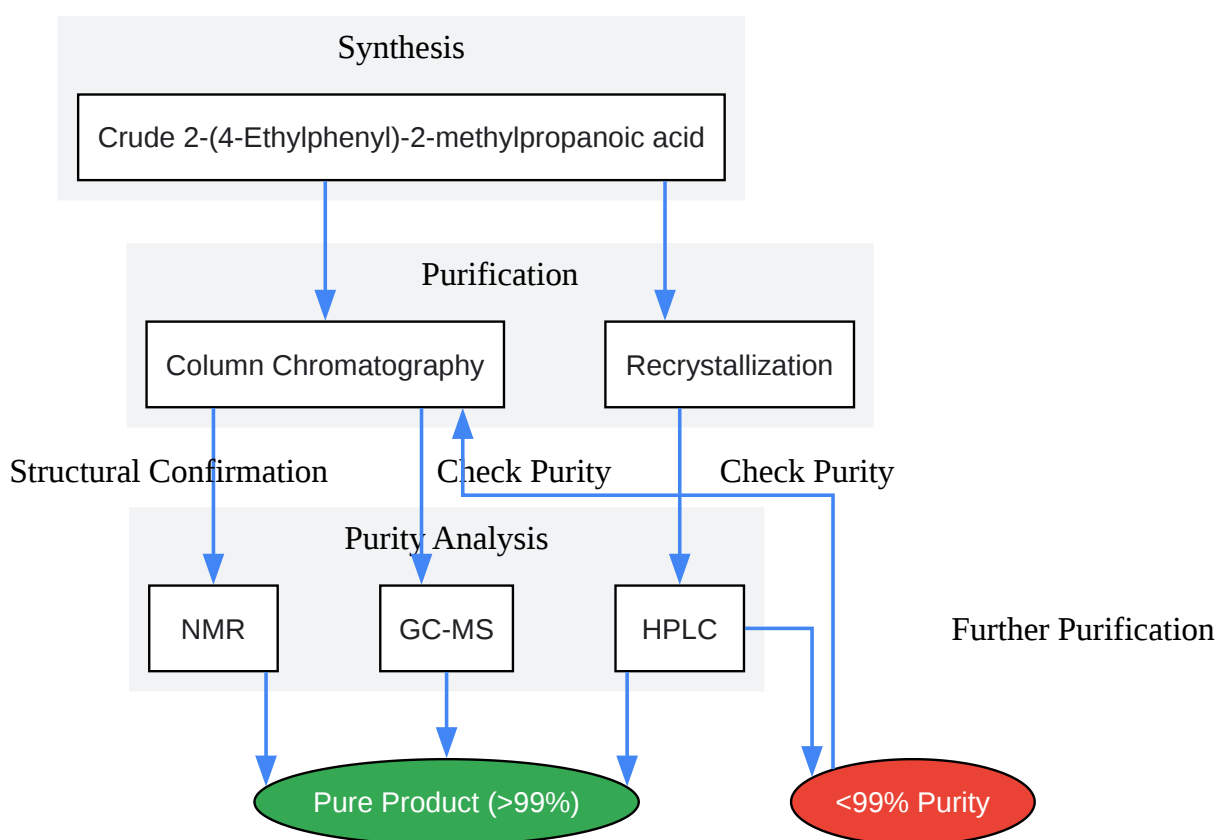 Synthesis
Crude 2-(4-Ethylphenyl)-2-methylpropanoic acid
Purification
Column Chromatography
Recrystallization
Structural Confirmation
Check Purity
Check Purity
Purity Analysis
NMR
GC-MS
HPLC
Further Purification
Pure Product (>99%)
<99% Purity